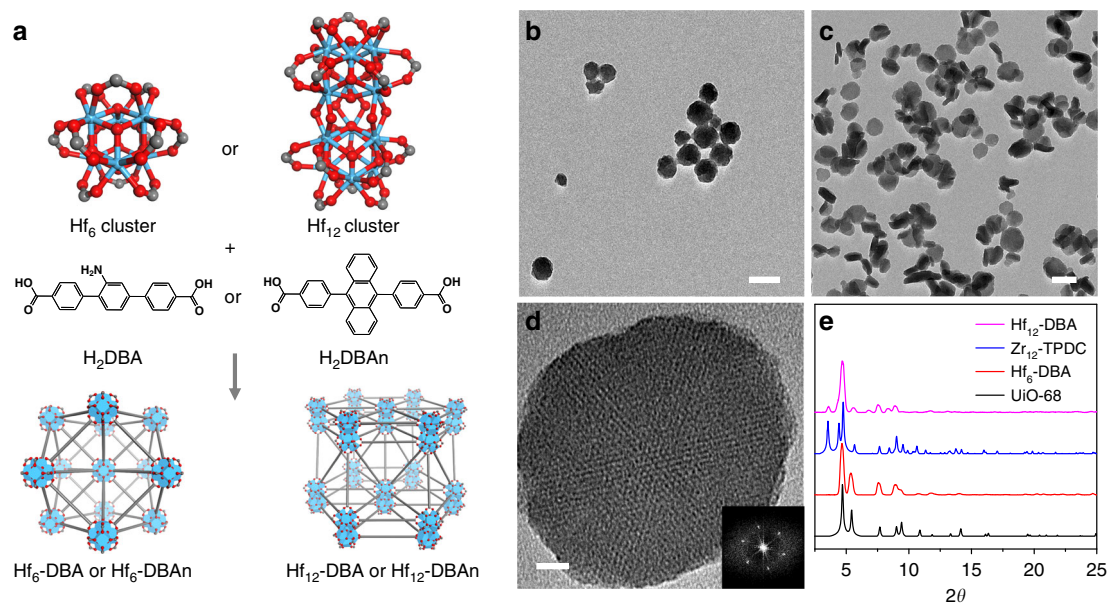 a
or
Hf6 cluster
Hf12 cluster
+
H2N
HO
O
OH
O
or
HO
O
OH
O
H2DBA
H2DBAn
Hf6-DBA or Hf6-DBAn
Hf12-DBA or Hf12-DBAn
b
c
d
e
Hf12-DBA
Zr12-TPDC
Hf6-DBA
UiO-68
5
10
15
20
25
2θ